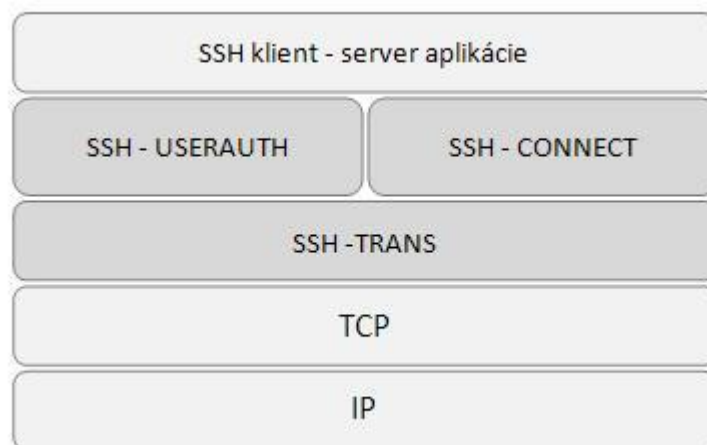 SSH klient - server aplikácie
SSH - USERAUTH
SSH - CONNECT
SSH -TRANS
TCP
IP